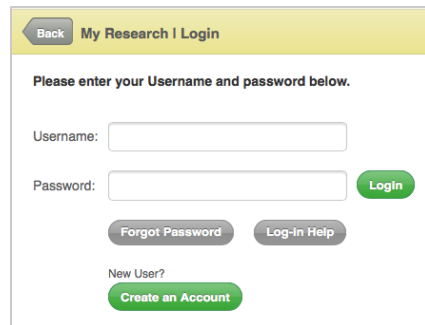 Back My Research | Login
Please enter your Username and password below.
Username:
Password: Login
Forgot Password Log-In Help
New User?
Create an Account